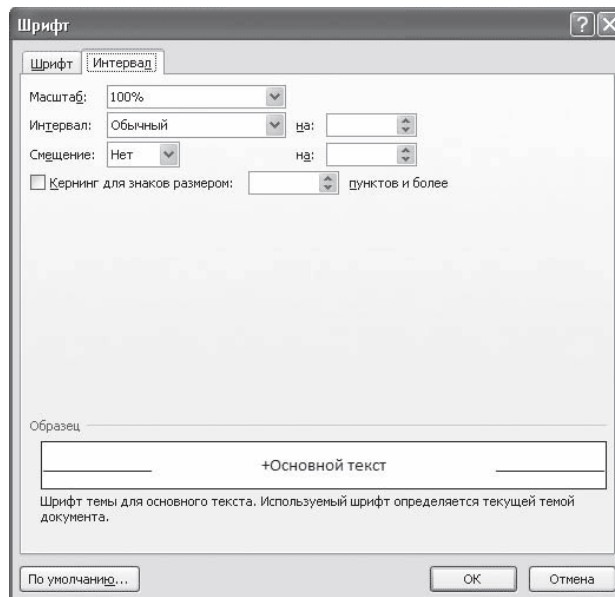 Шрифт
Шрифт Интервал
Масштаб: 100%
Интервал: Обычный на:
Смещение: Нет на:
Кернинг для знаков размером: пунктов и более
Образец
+Основной текст
Шрифт темы для основного текста. Используемый шрифт определяется текущей темой
документа.
По умолчанию... ОК Отмена